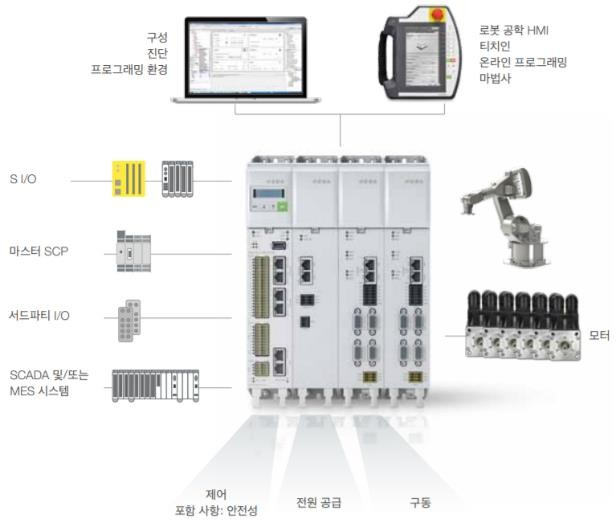 구성
진단
프로그래밍 환경
로봇 공학 HMI
티치인
온라인 프로그래밍
마법사
S I/O
마스터 SCP
서드파티 I/O
SCADA 및/또는
MES 시스템
모터
제어
포함 사항: 안전성
전원 공급
구동